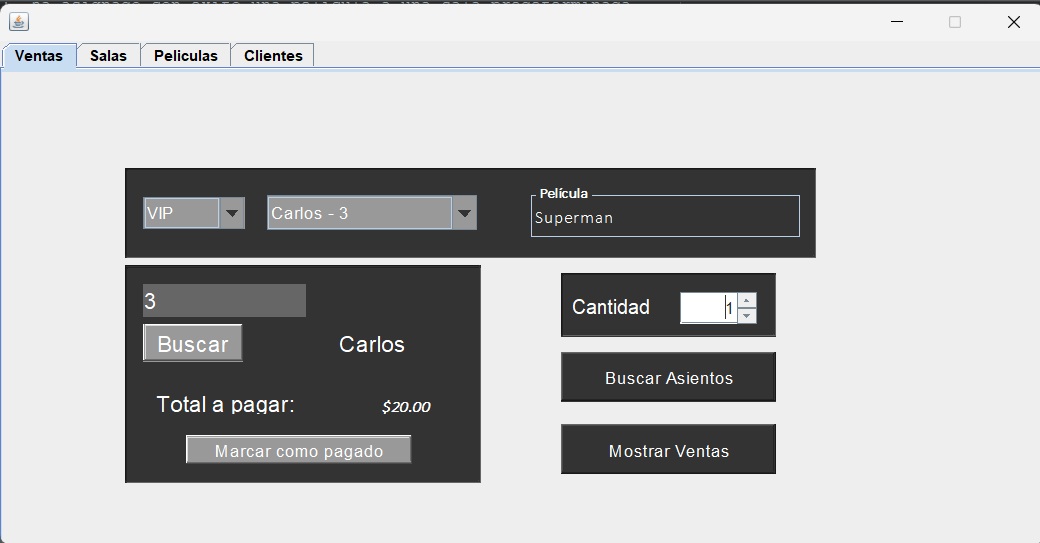 Ventas Salas Peliculas Clientes
VIP Carlos - 3 Película
Superman
3
Buscar Carlos
Total a pagar: $20.00
Marcar como pagado
Cantidad 1
Buscar Asientos
Mostrar Ventas